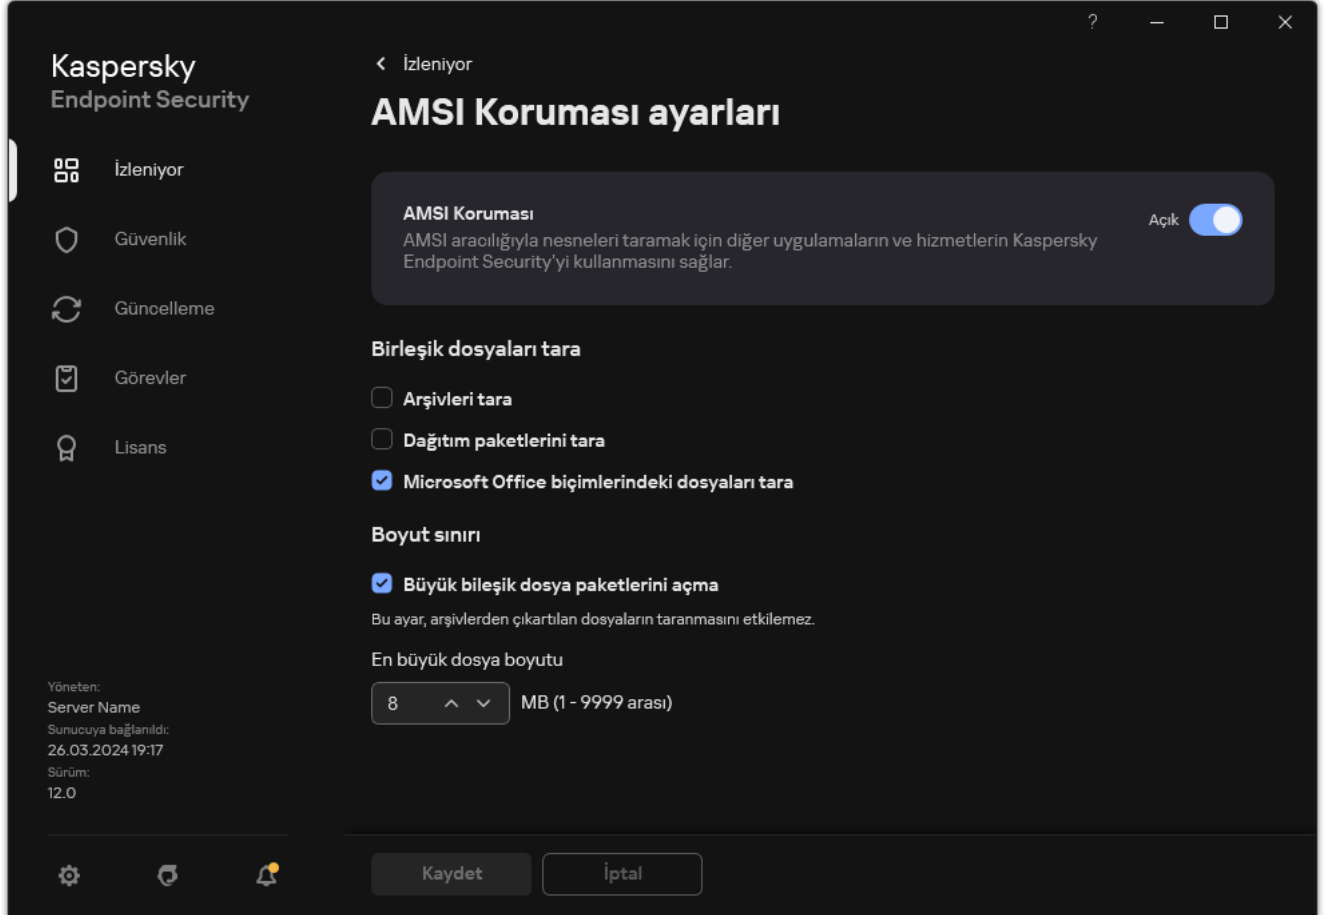 Kaspersky
Endpoint Security
İzleniyor
Güvenlik
Güncelleme
Görevler
Lisans
Yöneten:
Server Name
Sunucuya bağlanıldı:
26.03.2024 19:17
Sürüm:
12.0
?
İzleniyor
AMSI Koruması ayarları
AMSI Koruması
AMSI aracılığıyla nesneleri taramak için diğer uygulamaların ve hizmetlerin Kaspersky
Endpoint Security'yi kullanmasını sağlar.
Açık
Birleşik dosyaları tara
Arşivleri tara
Dağıtım paketlerini tara
Microsoft Office biçimlerindeki dosyaları tara
Boyut sınırı
Büyük bileşik dosya paketlerini açma
Bu ayar, arşivlerden çıkartılan dosyaların taranmasını etkilemez.
En büyük dosya boyutu
8 MB (1 - 9999 arası)
Kaydet
İptal